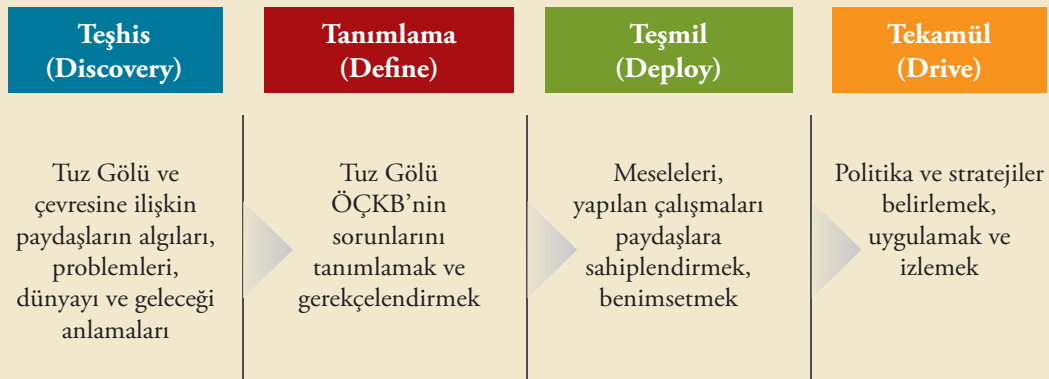 Teşhis
(Discovery)
Tanımlama
(Define)
Teşmil
(Deploy)
Tekamül
(Drive)
Tuz Gölü ve
çevresine ilişkin
paydaşların algıları,
problemleri,
dünyayı ve geleceği
anlamaları
Tuz Gölü
ÖÇKB’nin
sorunlarını
tanımlamak ve
gerekçelendirmek
Meseleleri,
yapılan çalışmaları
paydaşlara
sahiplendirmek,
benimsetmek
Politika ve stratejiler
belirlemek,
uygulamak ve
izlemek